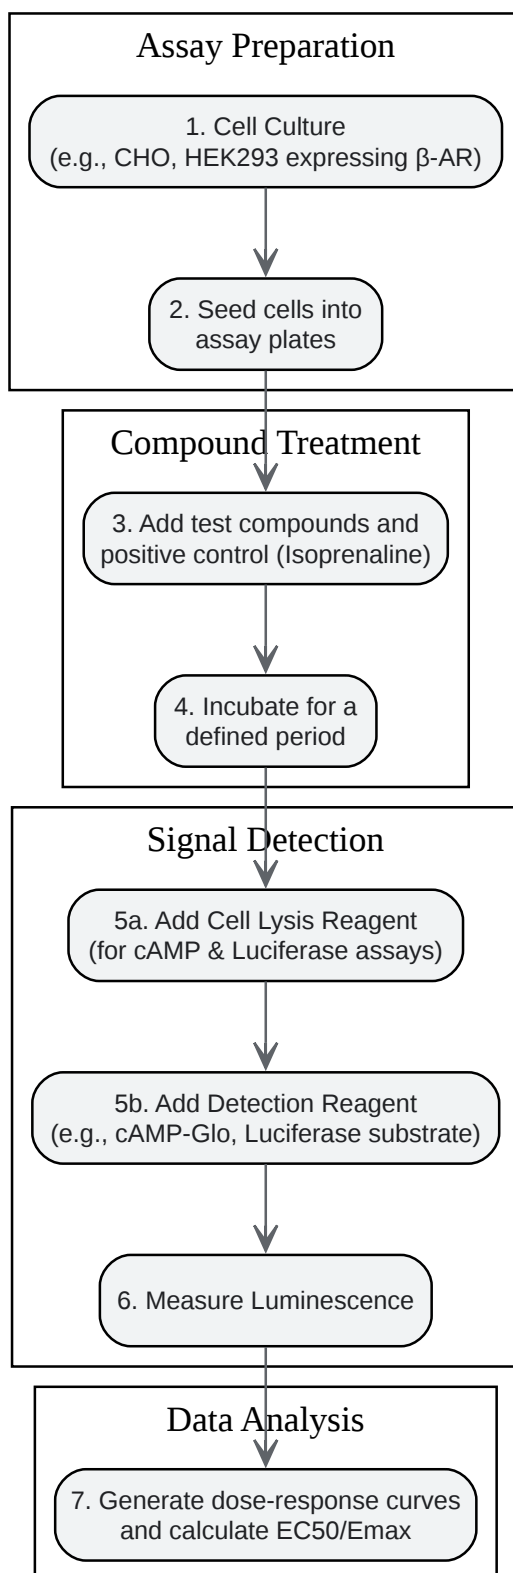 Assay Preparation
1. Cell Culture
(e.g., CHO, HEK293 expressing β-AR)
2. Seed cells into
assay plates
Compound Treatment
3. Add test compounds and
positive control (Isoprenaline)
4. Incubate for a
defined period
Signal Detection
5a. Add Cell Lysis Reagent
(for cAMP & Luciferase assays)
5b. Add Detection Reagent
(e.g., cAMP-Glo, Luciferase substrate)
6. Measure Luminescence
Data Analysis
7. Generate dose-response curves
and calculate EC50/Emax